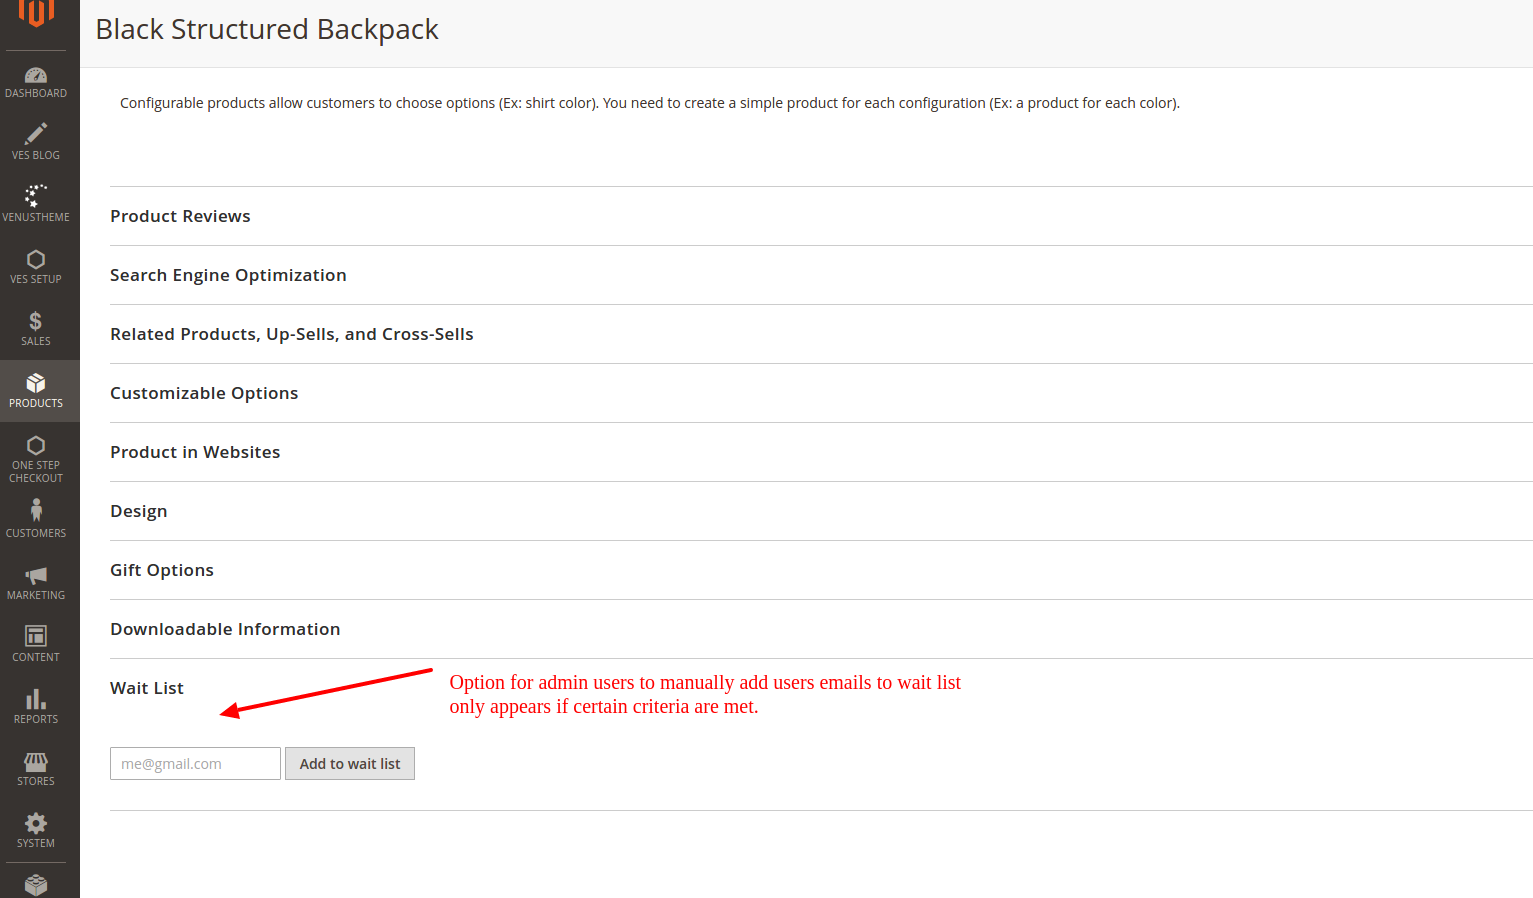 Black Structured Backpack
Configurable products allow customers to choose options (Ex: shirt color). You need to create a simple product for each configuration (Ex: a product for each color).
DASHBOARD
VES BLOG
VENUSTHEME
VES SETUP
SALES
PRODUCTS
ONE STEP
CHECKOUT
CUSTOMERS
MARKETING
CONTENT
REPORTS
STORES
SYSTEM
Product Reviews
Search Engine Optimization
Related Products, Up-Sells, and Cross-Sells
Customizable Options
Product in Websites
Design
Gift Options
Downloadable Information
Wait List
Option for admin users to manually add users emails to wait list
only appears if certain criteria are met.
me@gmail.com
Add to wait list